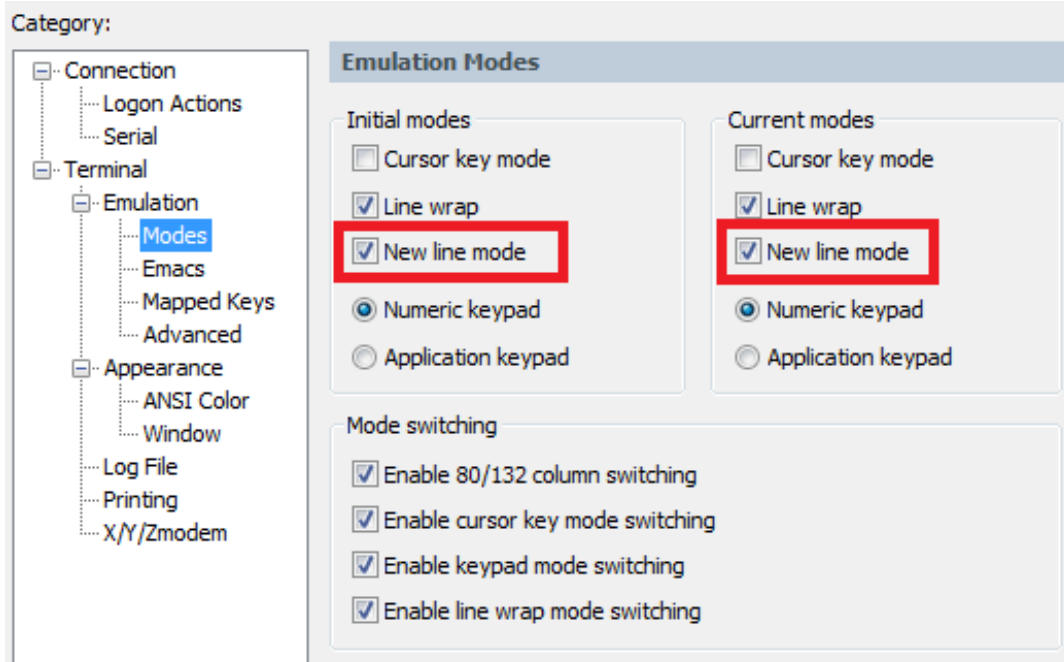 Category:
Connection
Logon Actions
Serial
Terminal
Emulation
Modes
Emacs
Mapped Keys
Advanced
Appearance
ANSI Color
Window
Log File
Printing
X/Y/Zmodem
Emulation Modes
Initial modes
Cursor key mode
Line wrap
New line mode
Numeric keypad
Application keypad
Current modes
Cursor key mode
Line wrap
New line mode
Numeric keypad
Application keypad
Mode switching
Enable 80/132 column switching
Enable cursor key mode switching
Enable keypad mode switching
Enable line wrap mode switching